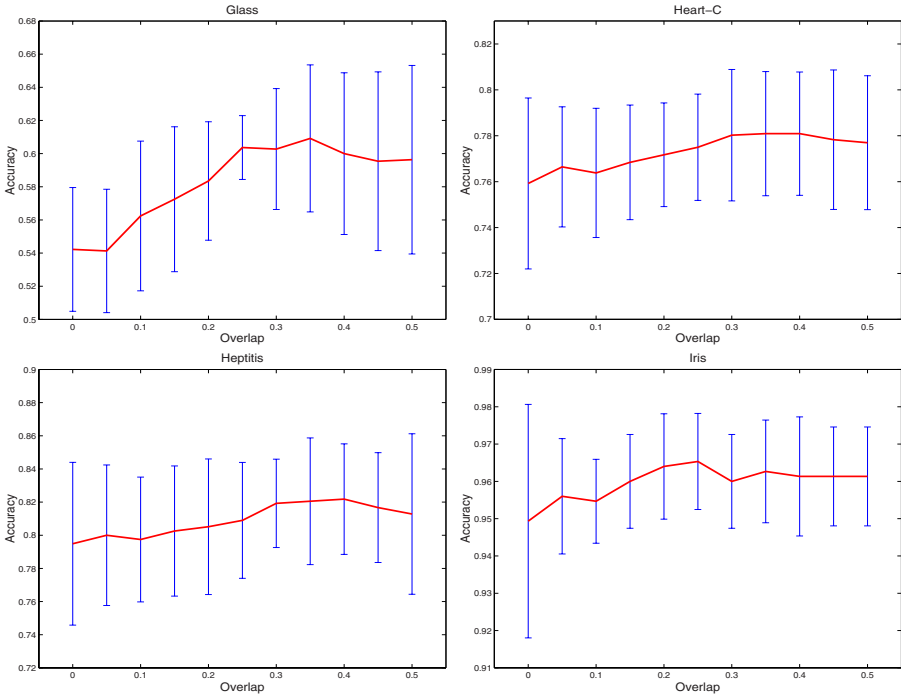 Glass
Accuracy
0.68
0.66
0.64
0.62
0.6
0.58
0.56
0.54
0.52
0.5
0 0.1 0.2 0.3 0.4 0.5
Overlap
Heart−C
Accuracy
0.82
0.8
0.78
0.76
0.74
0.72
0.7
0 0.1 0.2 0.3 0.4 0.5
Overlap
Heptitis
Accuracy
0.9
0.88
0.86
0.84
0.82
0.8
0.78
0.76
0.74
0.72
0 0.1 0.2 0.3 0.4 0.5
Overlap
Iris
Accuracy
0.99
0.98
0.97
0.96
0.95
0.94
0.93
0.92
0.91
0 0.1 0.2 0.3 0.4 0.5
Overlap